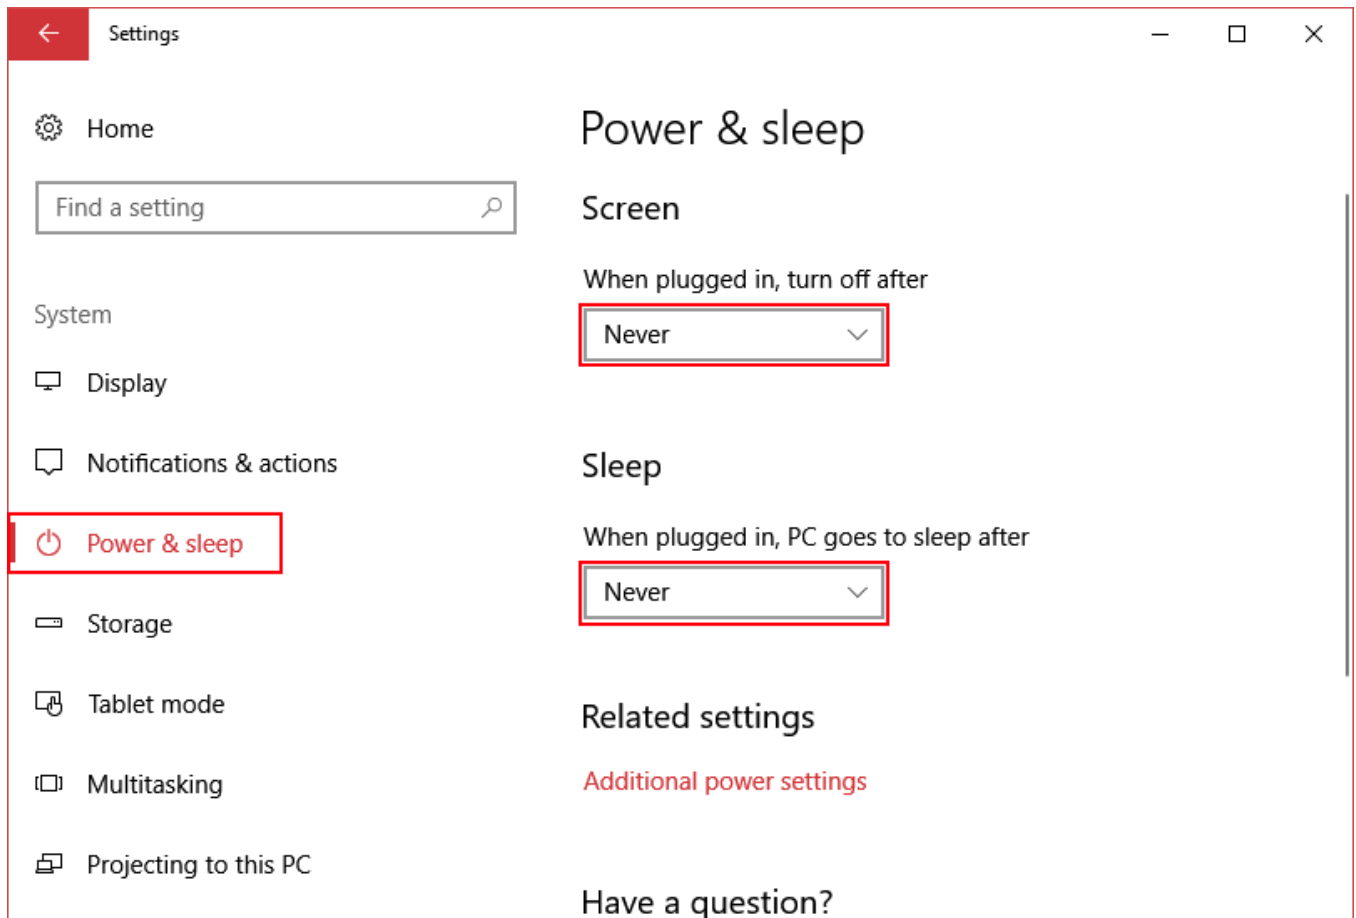 Settings
Home
Find a setting
System
Display
Notifications & actions
Power & sleep
Storage
Tablet mode
Multitasking
Projecting to this PC
Power & sleep
Screen
When plugged in, turn off after
Never
Sleep
When plugged in, PC goes to sleep after
Never
Related settings
Additional power settings
Have a question?